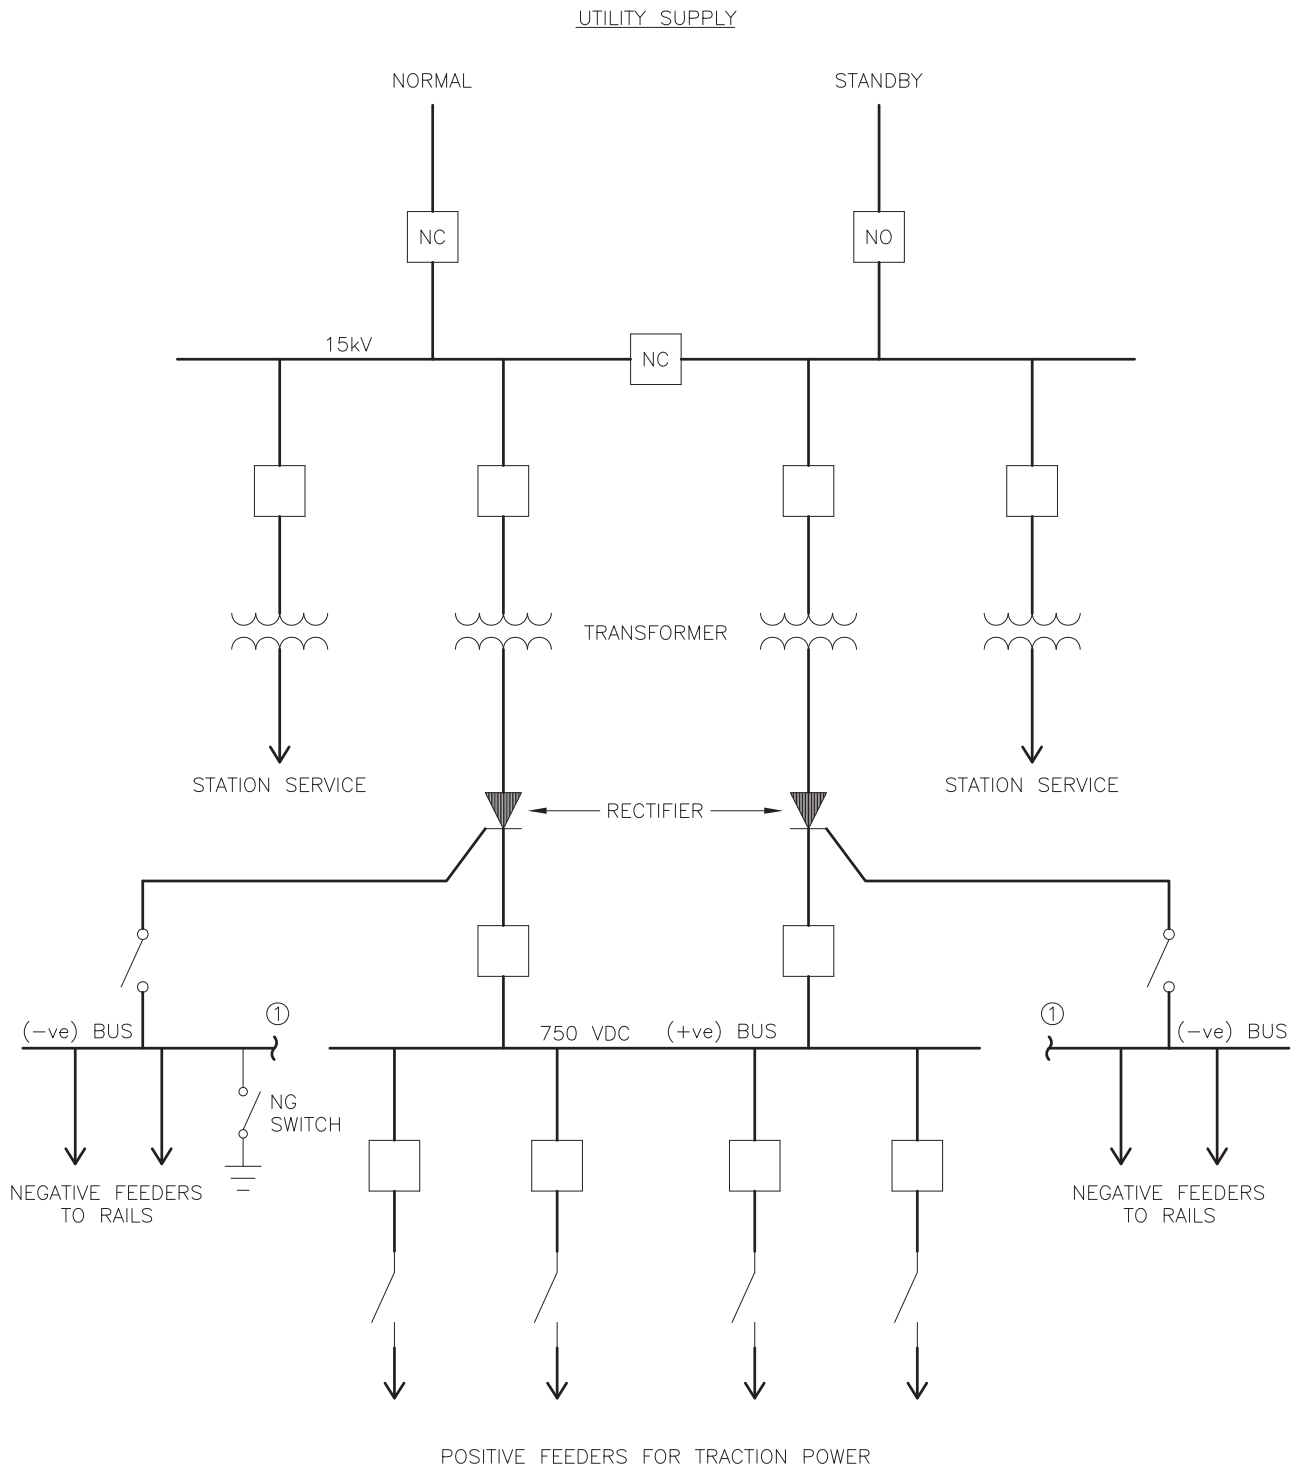 UTILITY SUPPLY
NORMAL
STANDBY
NC
NO
15kV
NC
TRANSFORMER
STATION SERVICE
STATION SERVICE
RECTIFIER
1
1
(-ve) BUS
750 VDC
(+ve) BUS
(-ve) BUS
NG
SWITCH
NEGATIVE FEEDERS
TO RAILS
NEGATIVE FEEDERS
TO RAILS
POSITIVE FEEDERS FOR TRACTION POWER